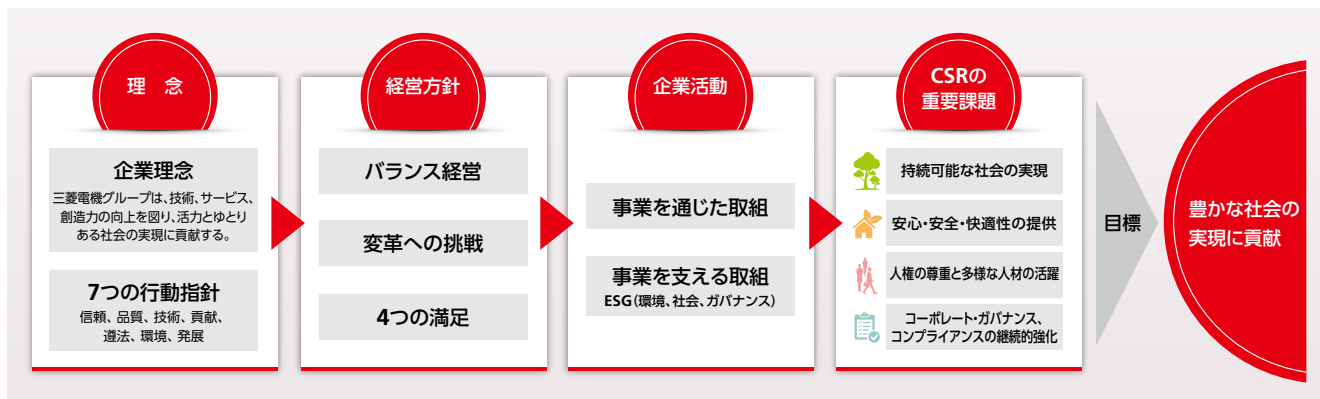 理 念
企業理念
三菱電機グループは、技術、サービス、
創造力の向上を図り、活力とゆとり
ある社会の実現に貢献する。
7つの行動指針
信頼、品質、技術、貢献、
遵法、環境、発展
経営方針
バランス経営
変革への挑戦
4つの満足
企業活動
事業を通じた取組
事業を支える取組
ESG(環境、社会、ガバナンス)
CSRの
重要課題
持続可能な社会の実現
安心・安全・快適性の提供
人権の尊重と多様な人材の活躍
コーポレート・ガバナンス、
コンプライアンスの継続的強化
目標
豊かな社会の
実現に貢献